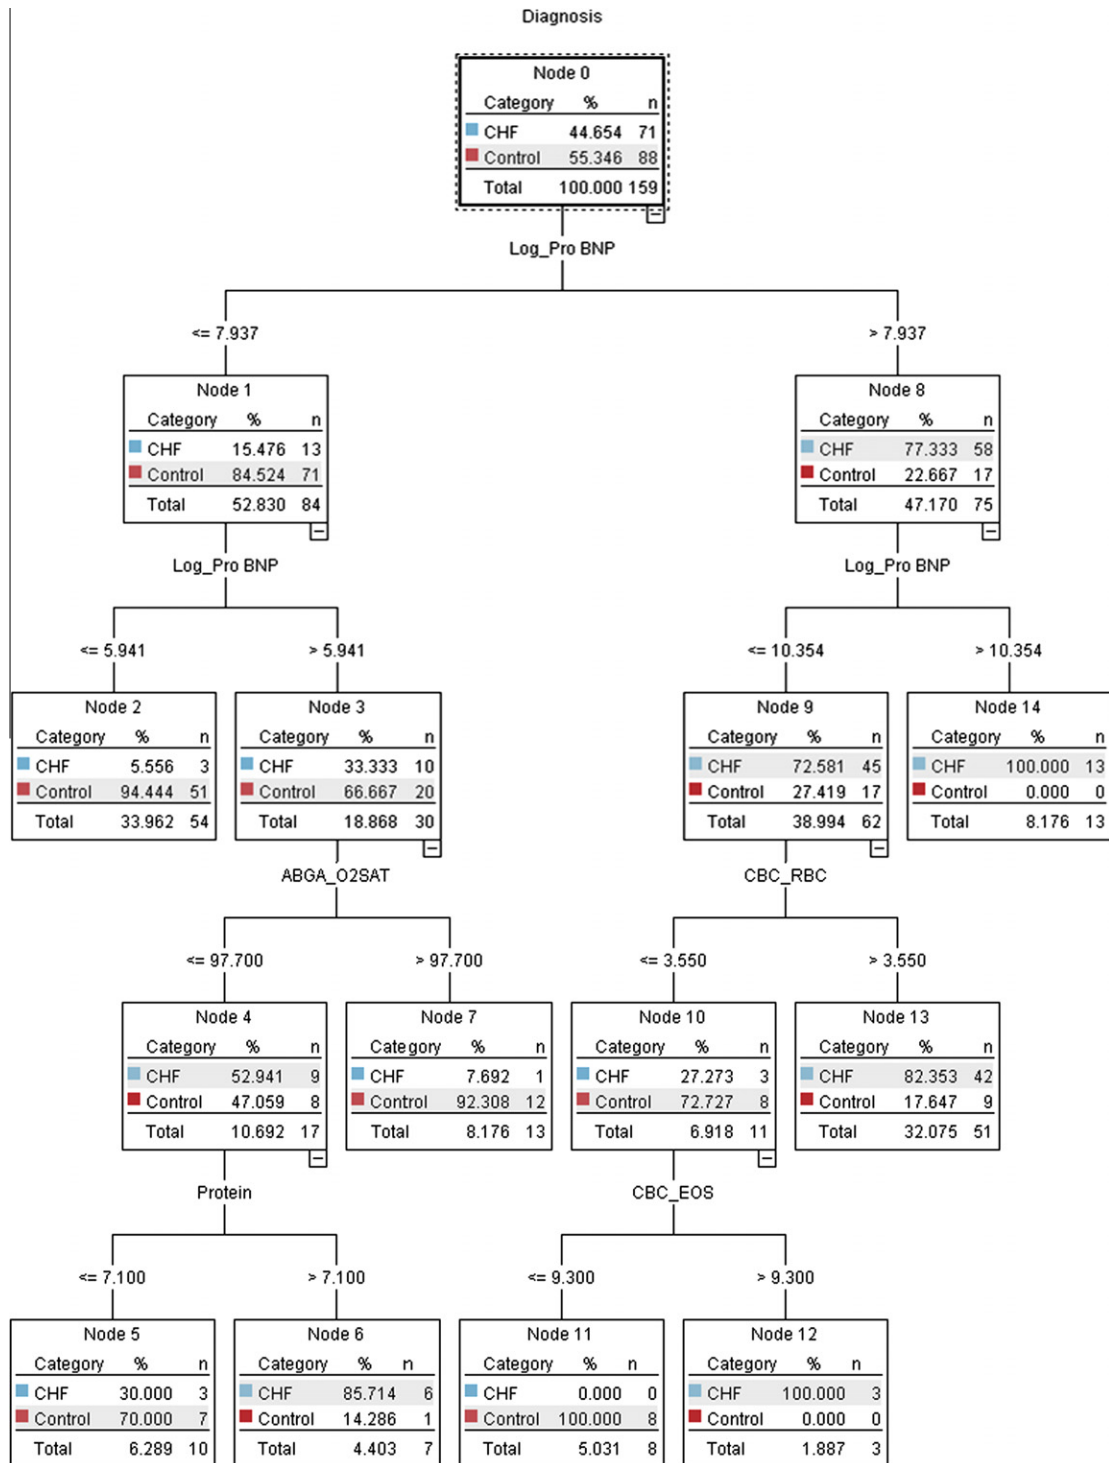 Diagnosis
Node 0
Category % n
CHF 44.654 71
Control 55.346 88
Total 100.000 159
Log_Pro BNP
<= 7.937
> 7.937
Node 1
Category % n
CHF 15.476 13
Control 84.524 71
Total 52.830 84
Node 8
Category % n
CHF 77.333 58
Control 22.667 17
Total 47.170 75
Log_Pro BNP
Log_Pro BNP
<= 5.941
> 5.941
<= 10.354
> 10.354
Node 2
Category % n
CHF 5.556 3
Control 94.444 51
Total 33.962 54
Node 3
Category % n
CHF 33.333 10
Control 66.667 20
Total 18.868 30
Node 9
Category % n
CHF 72.581 45
Control 27.419 17
Total 38.994 62
Node 14
Category % n
CHF 100.000 13
Control 0.000 0
Total 8.176 13
ABGA_O2SAT
CBC_RBC
<= 97.700
> 97.700
<= 3.550
> 3.550
Node 4
Category % n
CHF 52.941 9
Control 47.059 8
Total 10.692 17
Node 7
Category % n
CHF 7.692 1
Control 92.308 12
Total 8.176 13
Node 10
Category % n
CHF 27.273 3
Control 72.727 8
Total 6.918 11
Node 13
Category % n
CHF 82.353 42
Control 17.647 9
Total 32.075 51
Protein
CBC_EOS
<= 7.100
> 7.100
<= 9.300
> 9.300
Node 5
Category % n
CHF 30.000 3
Control 70.000 7
Total 6.289 10
Node 6
Category % n
CHF 85.714 6
Control 14.286 1
Total 4.403 7
Node 11
Category % n
CHF 0.000 0
Control 100.000 8
Total 5.031 8
Node 12
Category % n
CHF 100.000 3
Control 0.000 0
Total 1.887 3